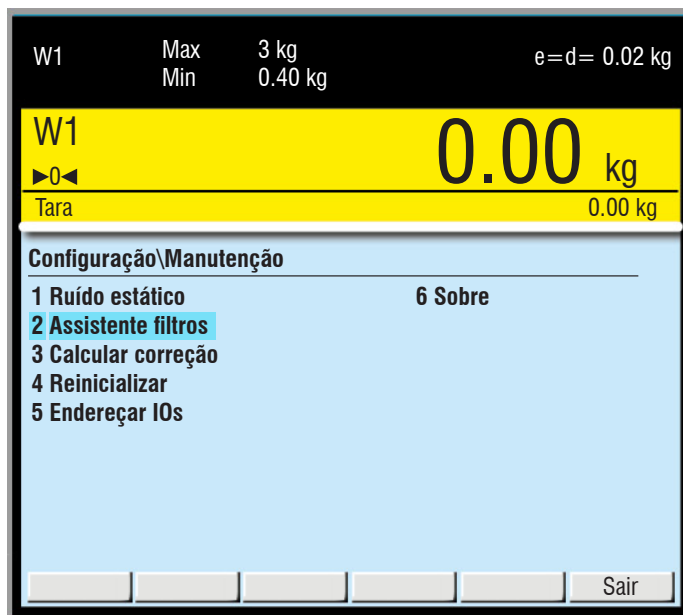 W1 Max 3 kg e=d= 0.02 kg
Min 0.40 kg
W1 0.00 kg
►0◄
Tara 0.00 kg
Configuração\Manutenção
1 Ruído estático 6 Sobre
2 Assistente filtros
3 Calcular correção
4 Reinicializar
5 Endereçar IOs
Sair